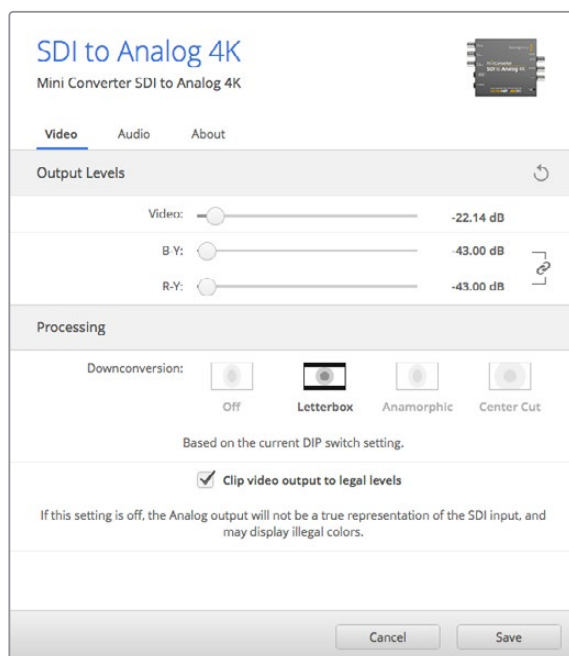 SDI to Analog 4K
Mini Converter SDI to Analog 4K
Video Audio About
Output Levels
Video: -22.14 dB
B-Y: -43.00 dB
R-Y: -43.00 dB
Processing
Downconversion:
Off Letterbox Anamorphic Center Cut
Based on the current DIP switch setting.
Clip video output to legal levels
If this setting is off, the Analog output will not be a true representation of the SDI input, and
may display illegal colors.
Cancel Save